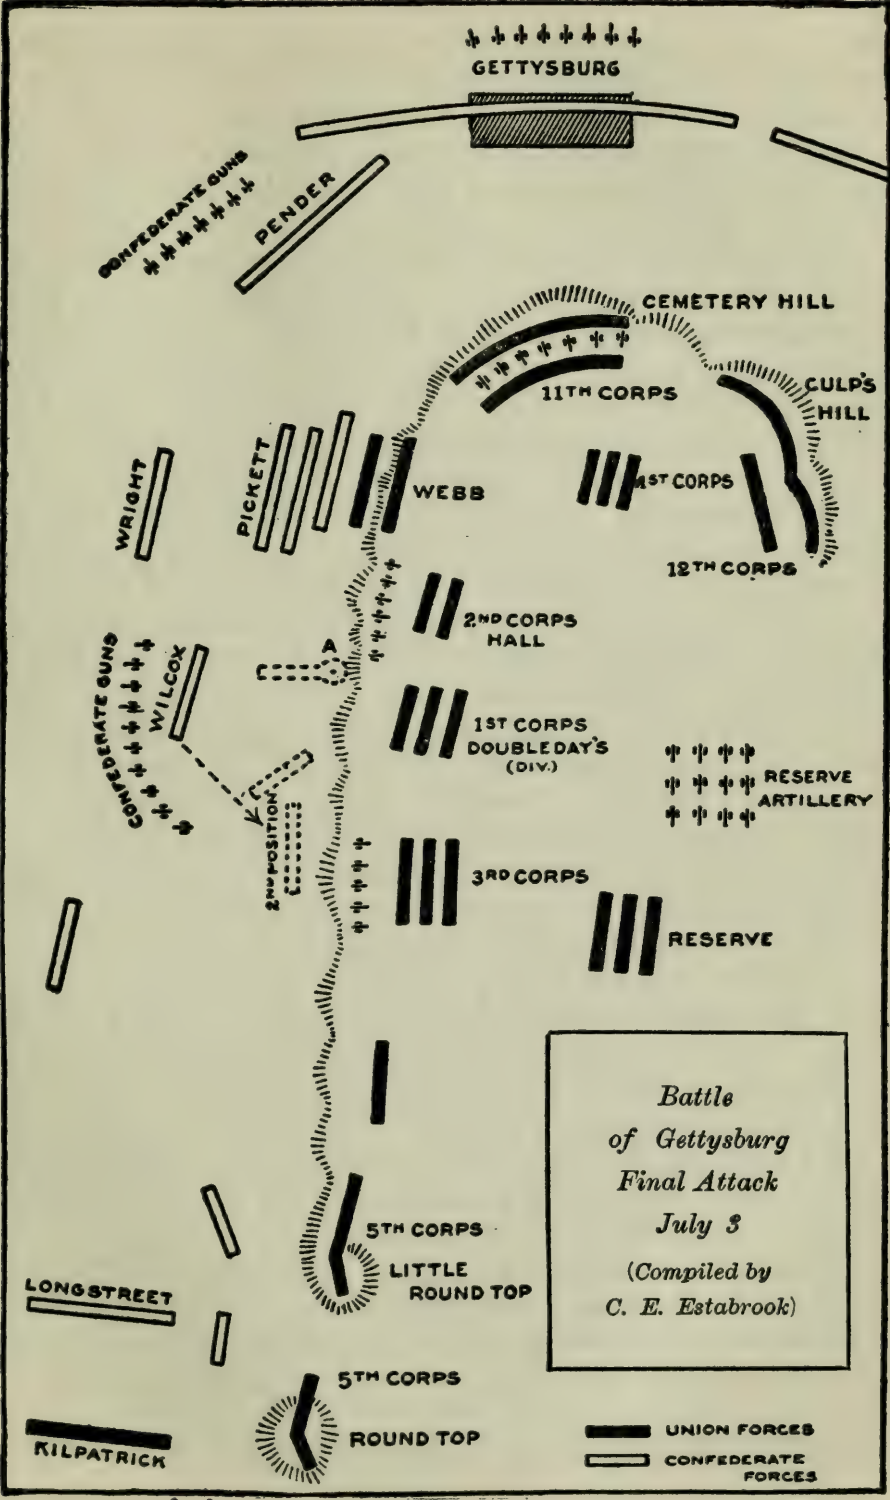 GETTYSBURG
CONFEDERATE GUNS
PENDER
CEMETERY HILL
11TH CORPS
CULP'S
HILL
WRIGHT
PICKETT
WEBB
1ST CORPS
12TH CORPS
2ND CORPS
HALL
A
CONFEDERATE GUNS
WILCOX
1ST CORPS
DOUBLEDAY'S
(DIV.)
RESERVE
ARTILLERY
2ND POSITION
3RD CORPS
RESERVE
Battle
of Gettysburg
Final Attack
July 3
(Compiled by
C. E. Estabrook)
5TH CORPS
LITTLE
ROUND TOP
LONGSTREET
5TH CORPS
ROUND TOP
KILPATRICK
UNION FORCES
CONFEDERATE
FORCES